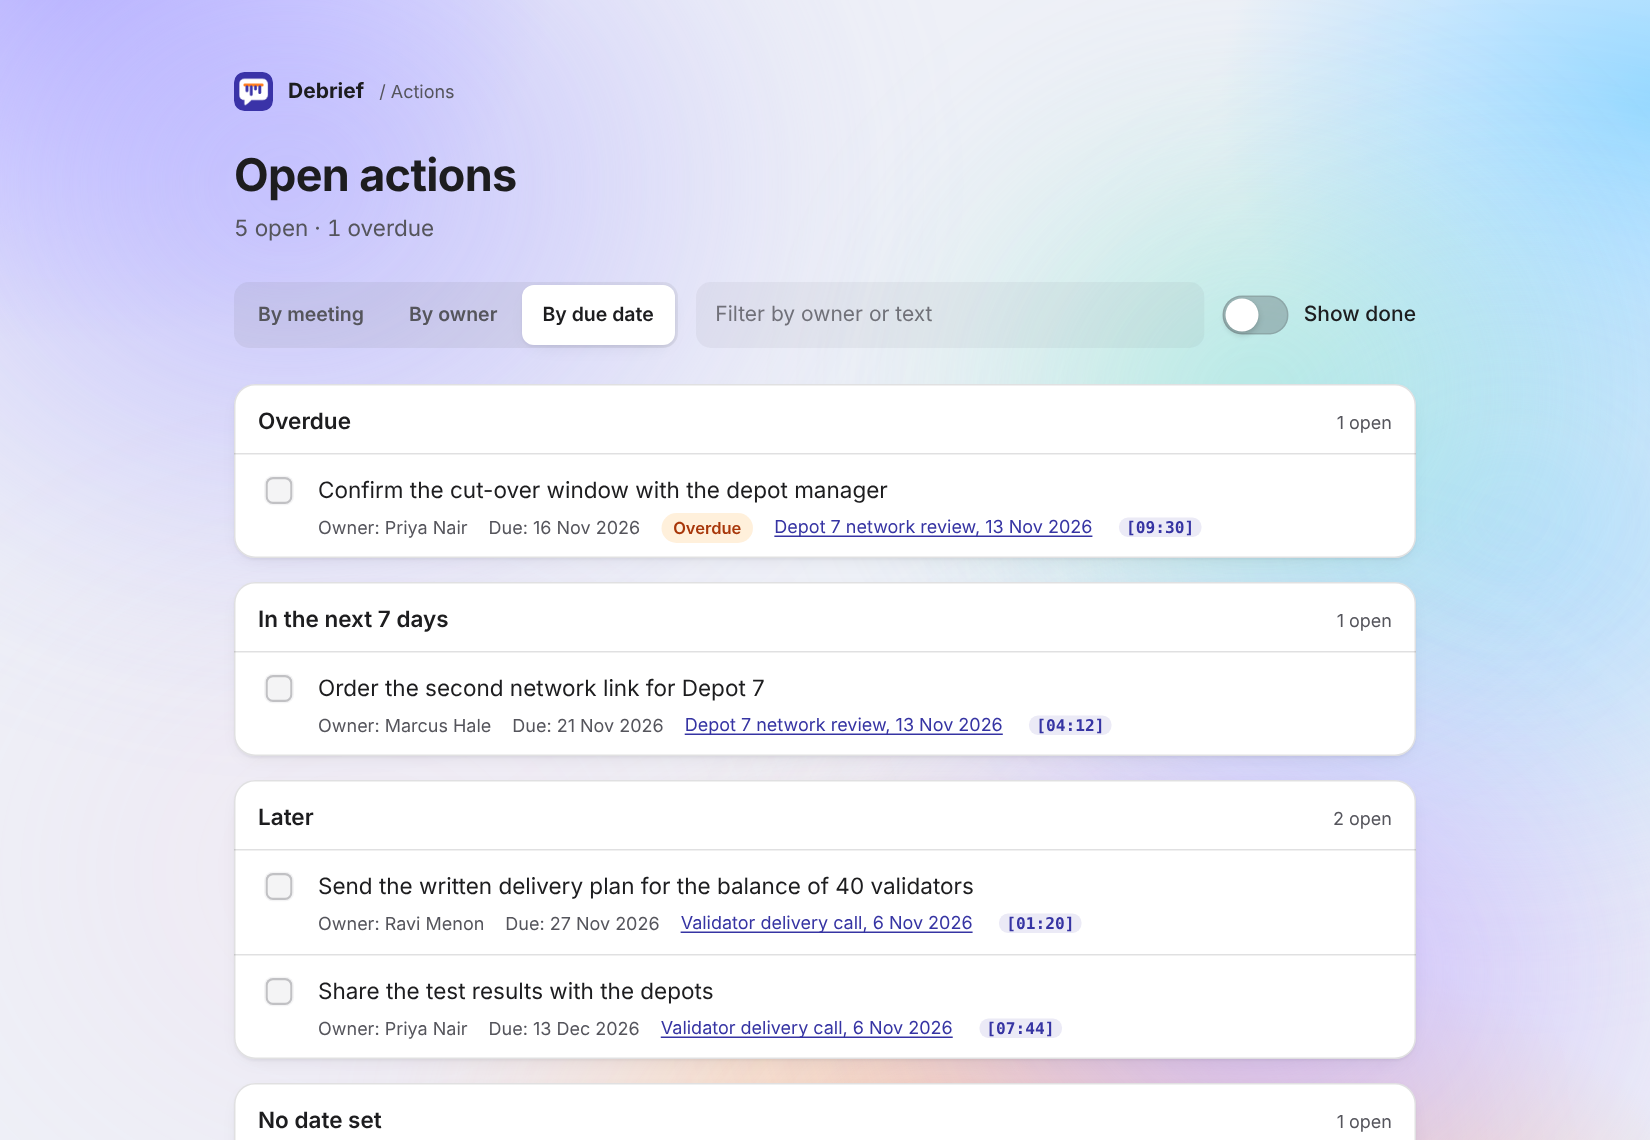 Debrief / Actions
Open actions
5 open · 1 overdue
By meeting By owner By due date Filter by owner or text Show done
Overdue 1 open
Confirm the cut-over window with the depot manager
Owner: Priya Nair Due: 16 Nov 2026 Overdue Depot 7 network review, 13 Nov 2026 [09:30]
In the next 7 days 1 open
Order the second network link for Depot 7
Owner: Marcus Hale Due: 21 Nov 2026 Depot 7 network review, 13 Nov 2026 [04:12]
Later 2 open
Send the written delivery plan for the balance of 40 validators
Owner: Ravi Menon Due: 27 Nov 2026 Validator delivery call, 6 Nov 2026 [01:20]
Share the test results with the depots
Owner: Priya Nair Due: 13 Dec 2026 Validator delivery call, 6 Nov 2026 [07:44]
No date set 1 open